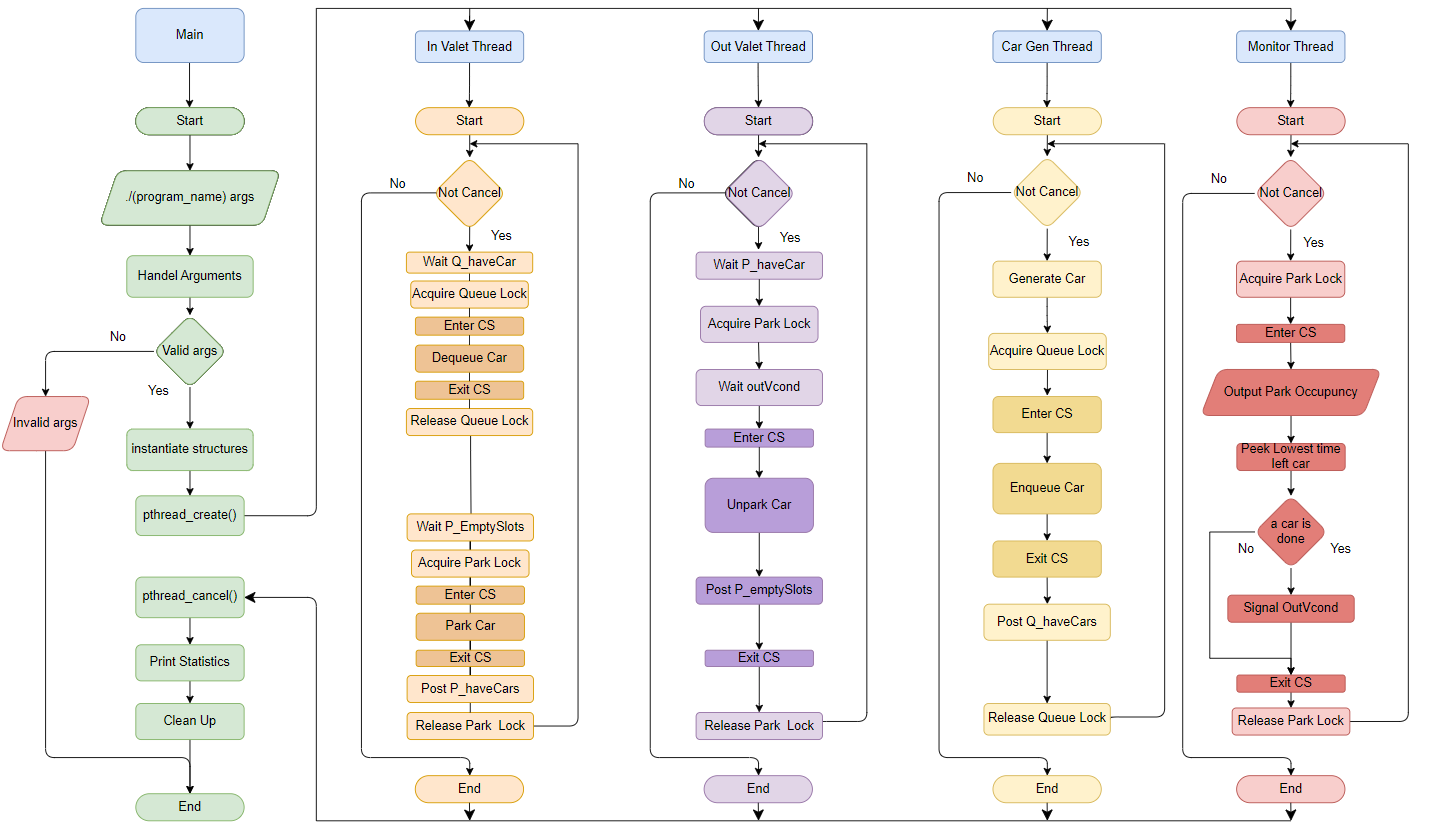 Main
Start
./(program_name) args
Handel Arguments
Valid args
No
Yes
Invalid args
instantiate structures
pthread_create()
pthread_cancel()
Print Statistics
Clean Up
End
In Valet Thread
Start
Not Cancel
No
Yes
Wait Q_haveCar
Acquire Queue Lock
Enter CS
Dequeue Car
Exit CS
Release Queue Lock
Wait P_EmptySlots
Acquire Park Lock
Enter CS
Park Car
Exit CS
Post P_haveCars
Release Park Lock
End
Out Valet Thread
Start
Not Cancel
No
Yes
Wait P_haveCar
Acquire Park Lock
Wait outVcond
Enter CS
Unpark Car
Post P_emptySlots
Exit CS
Release Park Lock
End
Car Gen Thread
Start
Not Cancel
No
Yes
Generate Car
Acquire Queue Lock
Enter CS
Enqueue Car
Exit CS
Post Q_haveCars
Release Queue Lock
End
Monitor Thread
Start
Not Cancel
No
Yes
Acquire Park Lock
Enter CS
Output Park Occupuncy
Peek Lowest time
left car
a car is
done
No
Yes
Signal OutVcond
Exit CS
Release Park Lock
End